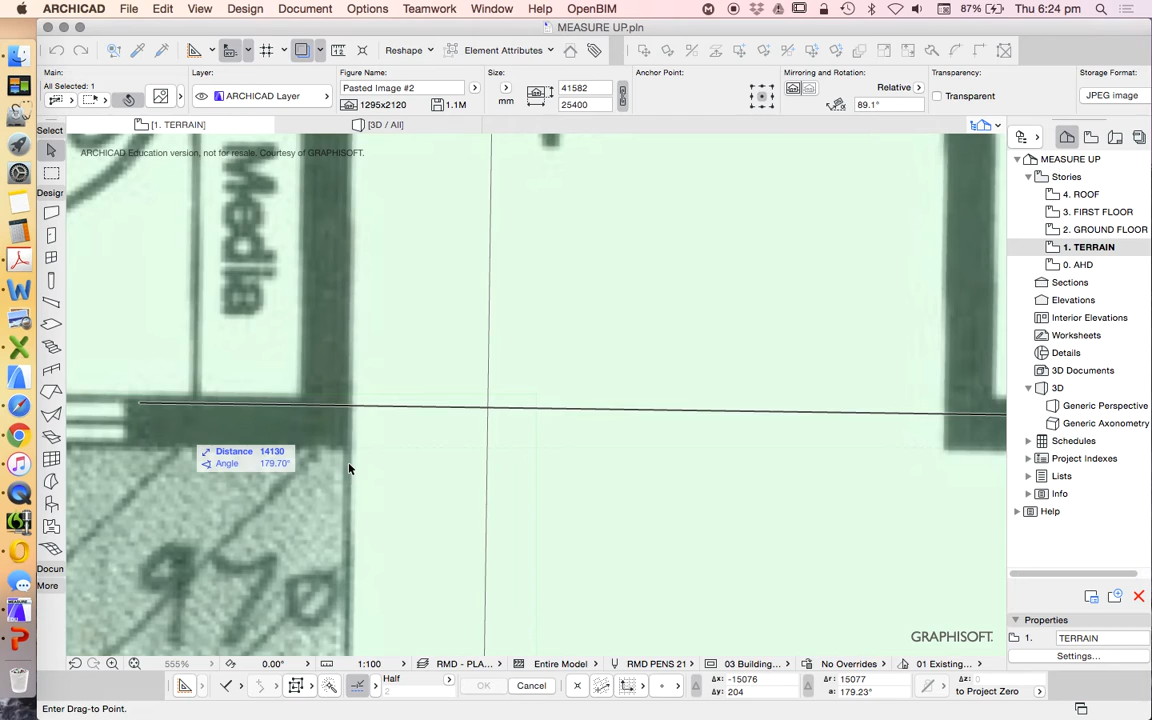 ARCHICAD File Edit View Design Document Options Teamwork Window Help OpenBIM 87% Thu 6:24 pm
MEASURE UP.pln
Reshape Element Attributes
Main: Layer: Figure Name: Size: Anchor Point: Mirroring and Rotation: Transparency: Storage Format:
All Selected: 1 ARCHICAD Layer Pasted Image #2 mm 41582 Relative Transparent JPEG image
1295x2120 1.1M 25400 89.1°
Select [1. TERRAIN] [3D / All]
ARCHICAD Education version, not for resale. Courtesy of GRAPHISOFT.
Media
Desigr
MEASURE UP
Stories
4. ROOF
3. FIRST FLOOR
2. GROUND FLOOR
1. TERRAIN
0. AHD
Sections
Elevations
Interior Elevations
Worksheets
Details
3D Documents
3D
Generic Perspective
Generic Axonometry
Schedules
Project Indexes
Lists
Info
Help
Distance 14130
Angle 179.70°
970
Docun
More
GRAPHISOFT.
Properties
1. TERRAIN
Settings...
555% 0.00° 1:100 RMD - PLA... Entire Model RMD PENS 21 03 Building... No Overrides 01 Existing...
Half
2
OK Cancel
Δx: -15076 Δr: 15077 Δz: 0
Δy: 204 a: 179.23° to Project Zero
Enter Drag-to Point.